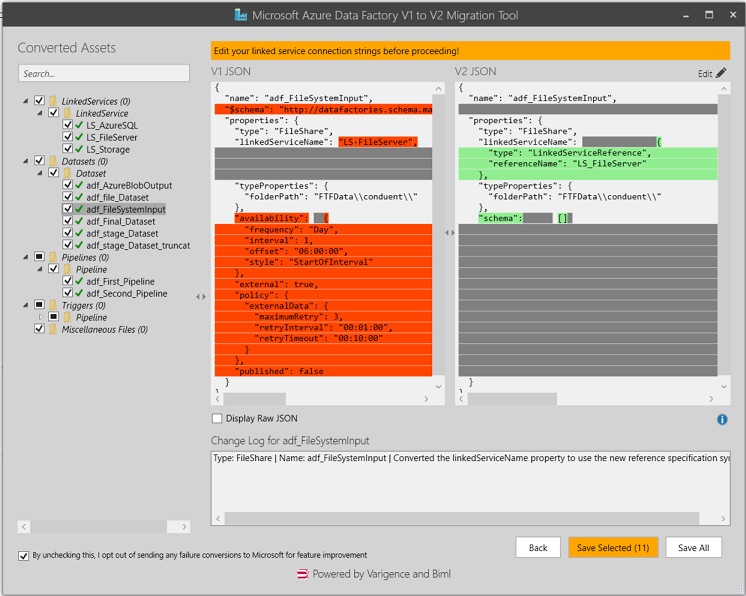 Microsoft Azure Data Factory V1 to V2 Migration Tool
Converted Assets
Search...
LinkedServices (0)
LinkedService
LS_AzureSQL
LS_FileServer
LS_Storage
Datasets (0)
Dataset
adf_AzureBlobOutput
adf_file_Dataset
adf_FileSystemInput
adf_Final_Dataset
adf_stage_Dataset
adf_stage_Dataset_truncat
Pipelines (0)
Pipeline
adf_First_Pipeline
adf_Second_Pipeline
Triggers (0)
Pipeline
Miscellaneous Files (0)
Edit your linked service connection strings before proceeding!
V1 JSON
{
"name": "adf_FileSystemInput",
"$schema": "http://datafactories.schema.ma
"properties": {
"type": "FileShare",
"linkedServiceName": "LS-FileServer",
"typeProperties": {
"folderPath": "FTFData\\conduent\\"
},
"availability": {
"frequency": "Day",
"interval": 1,
"offset": "06:00:00",
"style": "StartOfInterval"
},
"external": true,
"policy": {
"externalData": {
"maximumRetry": 3,
"retryInterval": "00:01:00",
"retryTimeout": "00:10:00"
}
},
"published": false
}
V2 JSON
Edit
{
"name": "adf_FileSystemInput",
"properties": {
"type": "FileShare",
"linkedServiceName": {
"type": "LinkedServiceReference",
"referenceName": "LS_FileServer"
},
"typeProperties": {
"folderPath": "FTFData\\conduent\\"
},
"schema": []
}
Display Raw JSON
Change Log for adf_FileSystemInput
Type: FileShare | Name: adf_FileSystemInput | Converted the linkedServiceName property to use the new reference specification syn
By unchecking this, I opt out of sending any failure conversions to Microsoft for feature improvement
Back
Save Selected (11)
Save All
Powered by Varigence and Biml